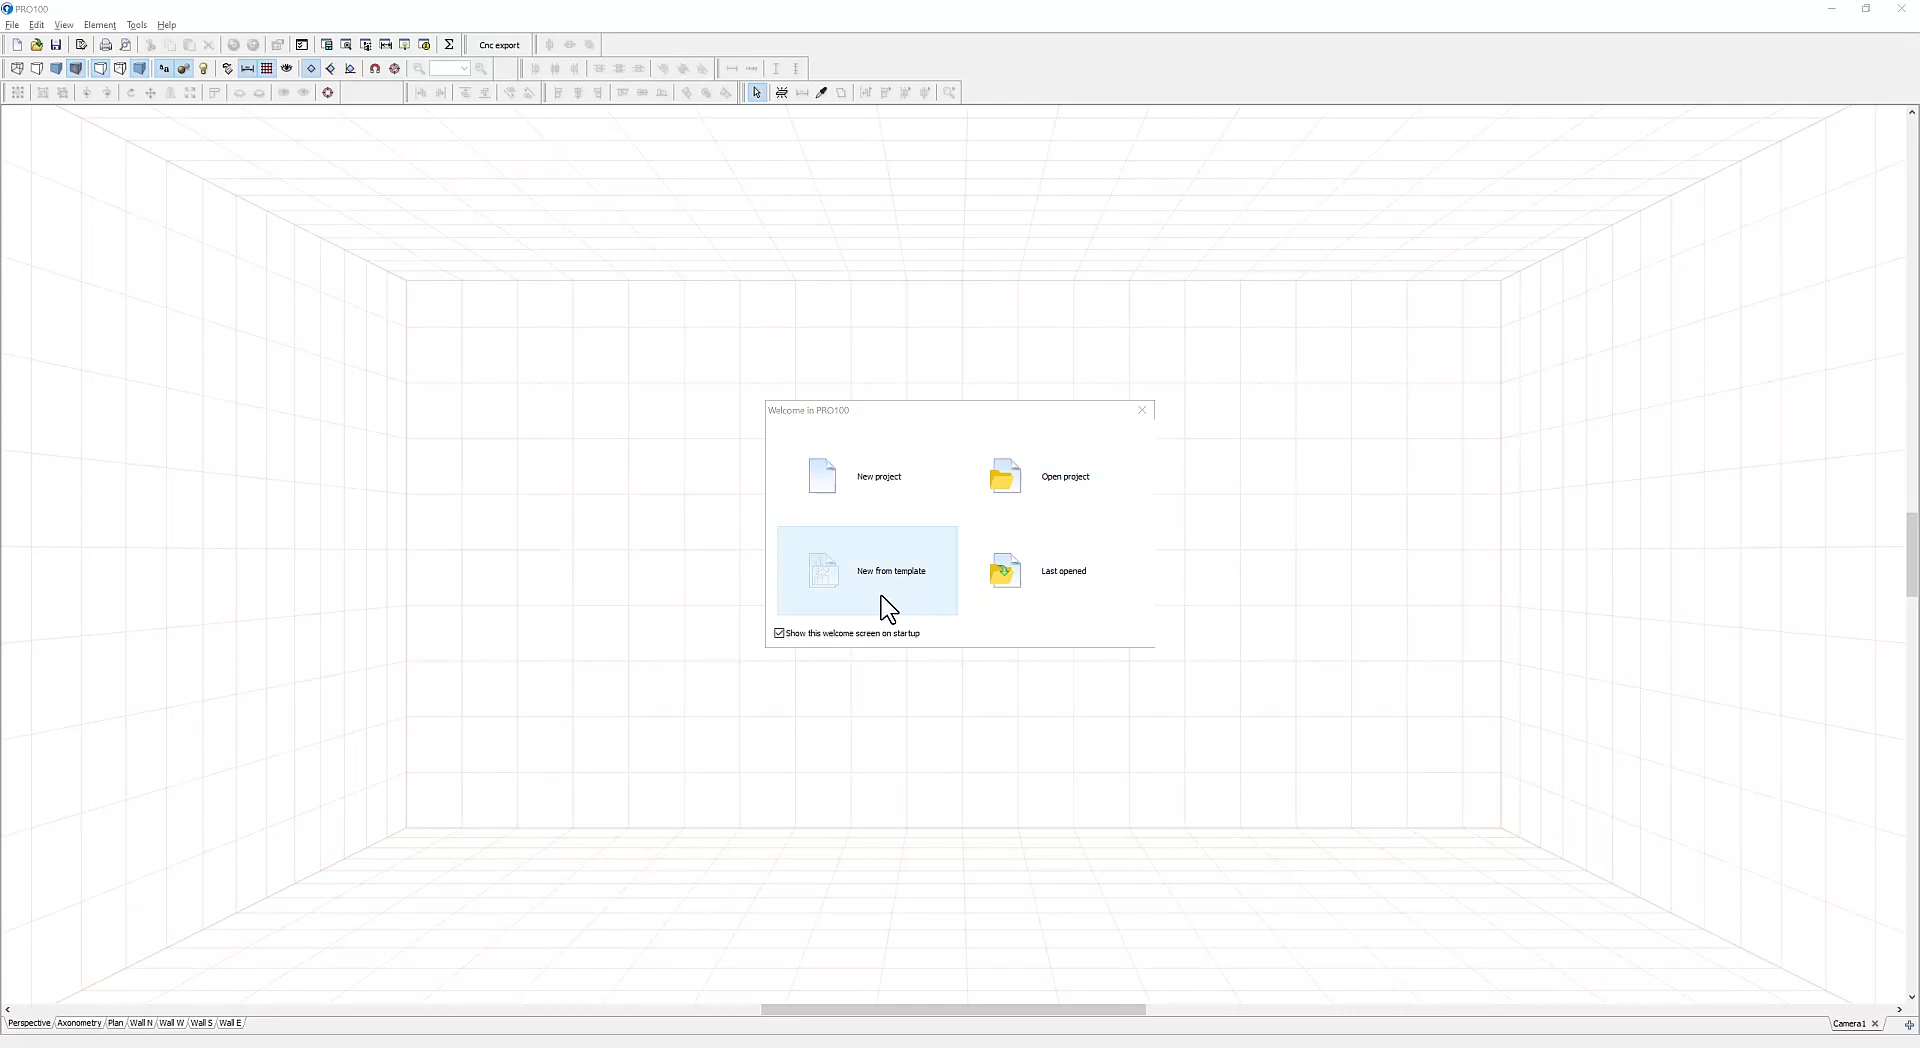 PRO100
File Edit View Element Tools Help
Cnc export
Welcome in PRO100
New project
Open project
New from template
Last opened
Show this welcome screen on startup
Perspective Axonometry Plan Wall N Wall W Wall S Wall E
Camera1